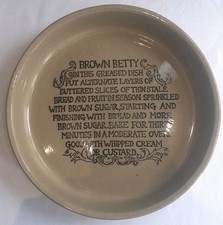 BROWN BETTY
IN THIS GREASED DISH
PUT ALTERNATE LAYERS OF
BUTTERED SLICES OF THIN STALE
BREAD AND FRUIT IN SEASON SPRINKLED
WITH BROWN SUGAR, STARTING AND
FINISHING WITH BREAD AND MORE
BROWN SUGAR. BAKE FOR THIRTY
MINUTES IN A MODERATE OVEN.
GOOD WITH WHIPPED CREAM
OR CUSTARD.